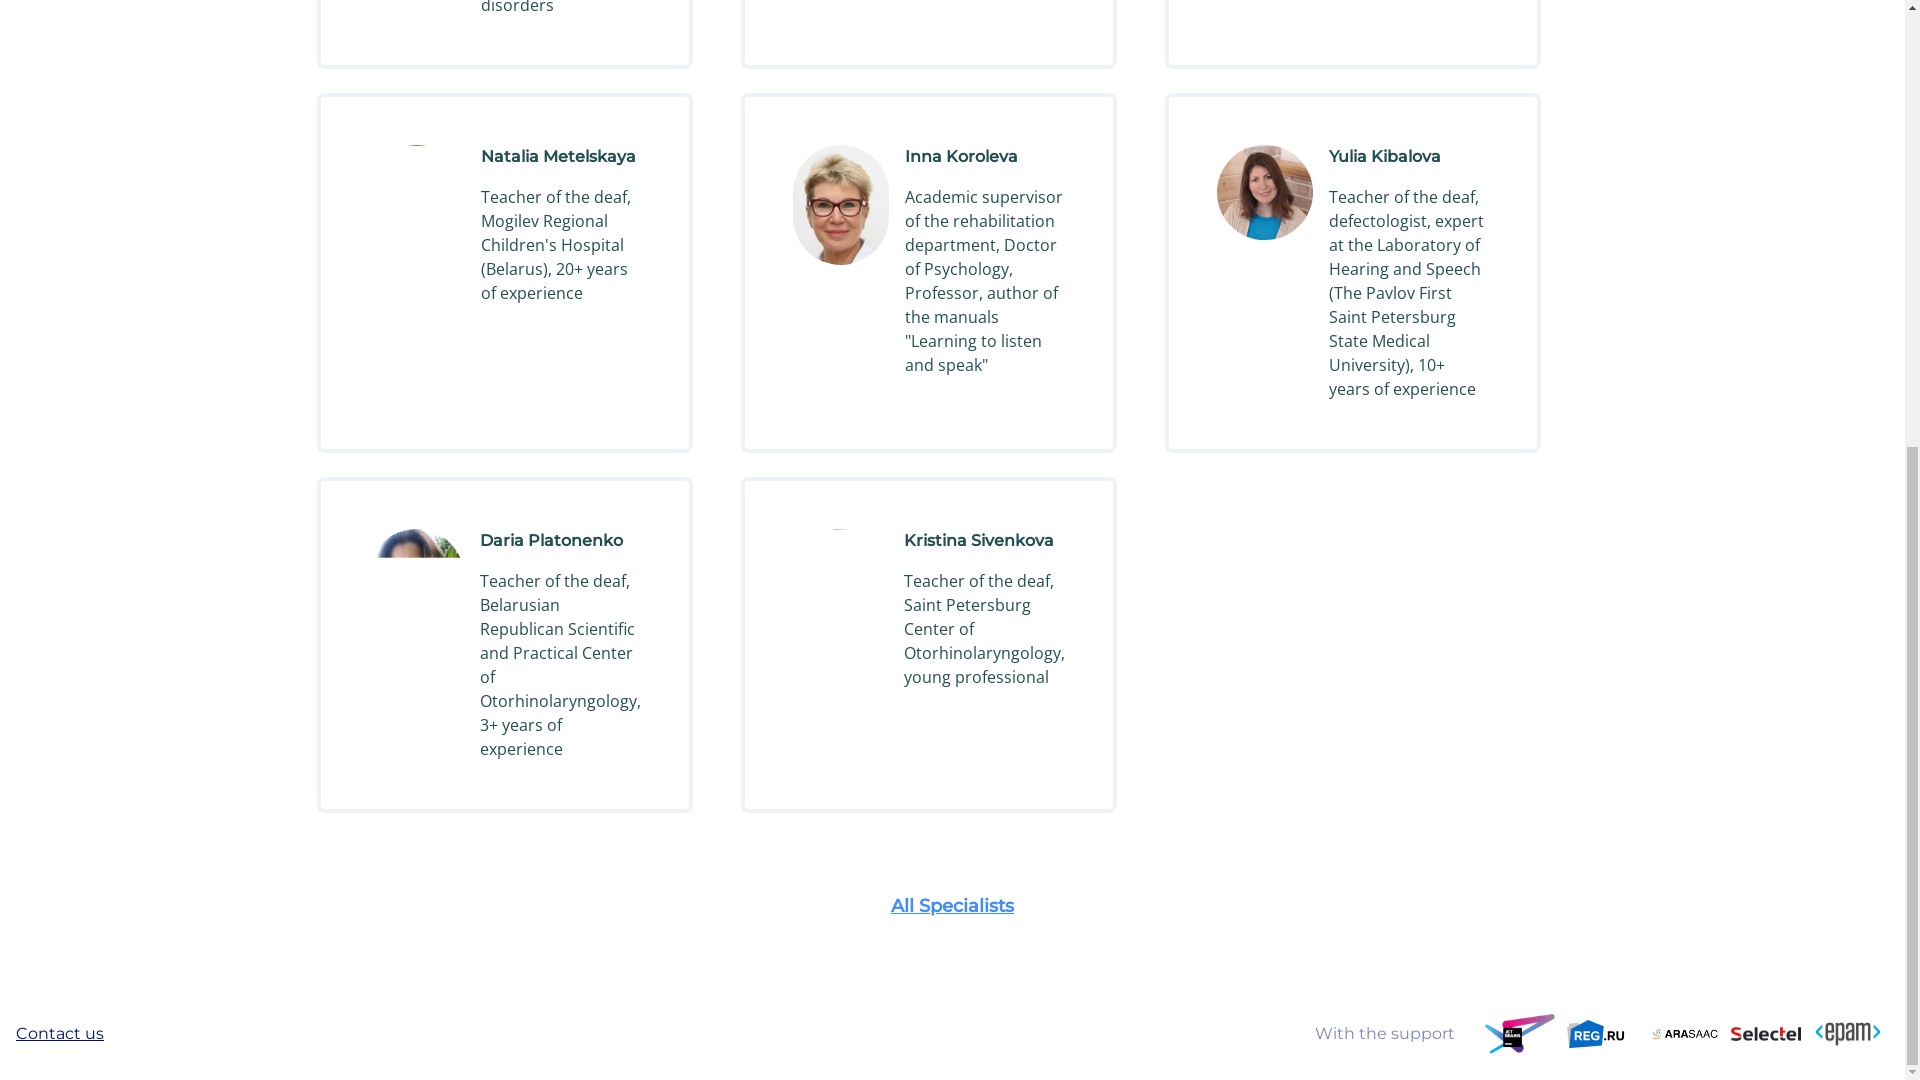 disorders
Natalia Metelskaya
Teacher of the deaf,
Mogilev Regional
Children's Hospital
(Belarus), 20+ years
of experience
Inna Koroleva
Academic supervisor
of the rehabilitation
department, Doctor
of Psychology,
Professor, author of
the manuals
"Learning to listen
and speak"
Yulia Kibalova
Teacher of the deaf,
defectologist, expert
at the Laboratory of
Hearing and Speech
(The Pavlov First
Saint Petersburg
State Medical
University), 10+
years of experience
Daria Platonenko
Teacher of the deaf,
Belarusian
Republican Scientific
and Practical Center
of
Otorhinolaryngology,
3+ years of
experience
Kristina Sivenkova
Teacher of the deaf,
Saint Petersburg
Center of
Otorhinolaryngology,
young professional
All Specialists
Contact us
With the support
JET
BRAINS
REG.RU
ARASAAC
Selectel
<epam>